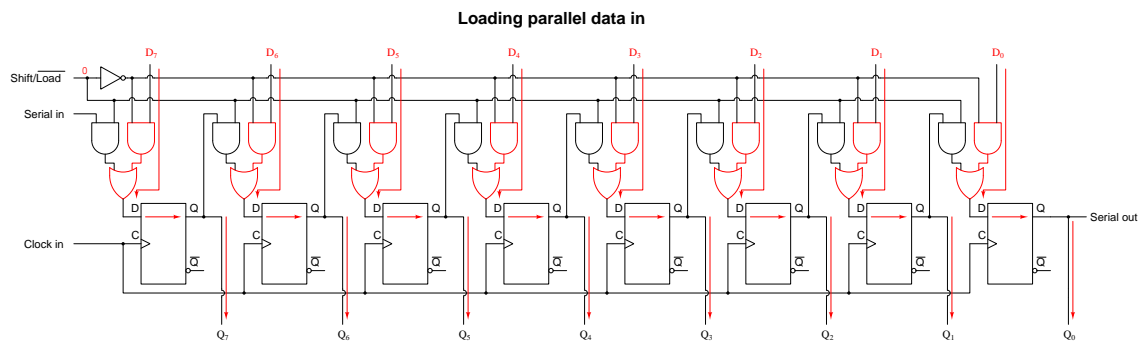 Loading parallel data in
D7 D6 D5 D4 D3 D2 D1 D0
Shift/Load 0
Serial in
D Q D Q D Q D Q D Q D Q D Q D Q
Serial out
C C C C C C C C
Clock in
Q Q Q Q Q Q Q Q
Q7 Q6 Q5 Q4 Q3 Q2 Q1 Q0